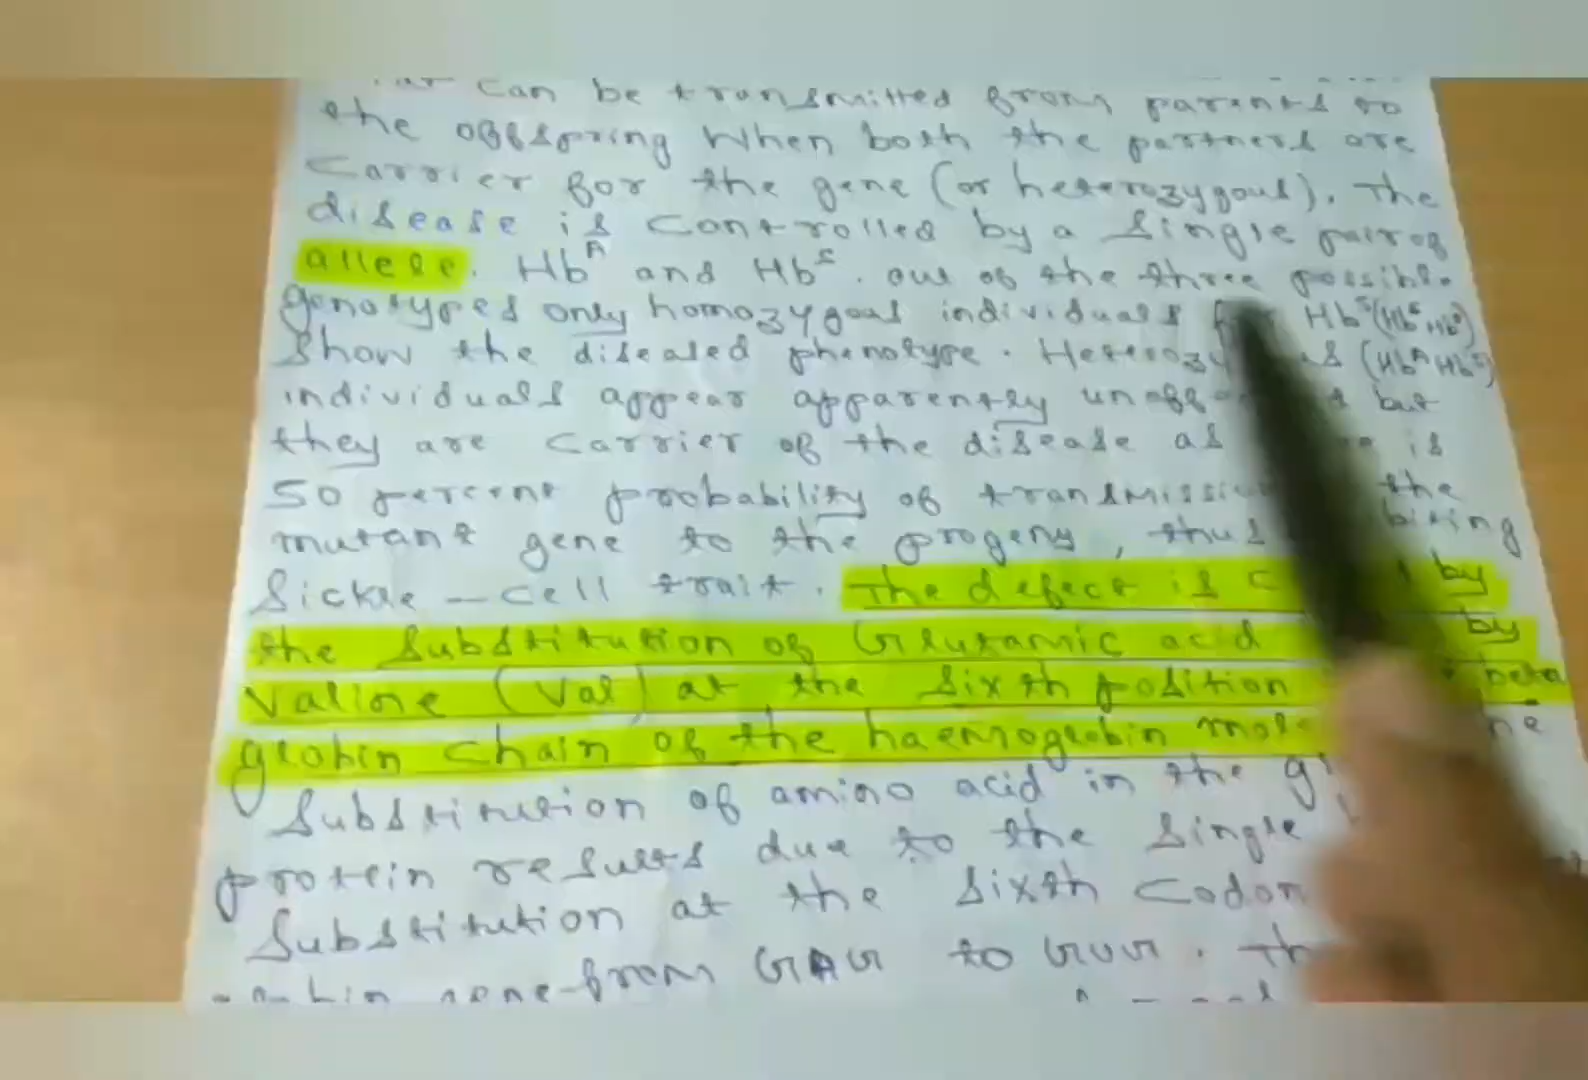 can be transmitted from parents to
the offspring when both the partners are
Carrier for the gene (or heterozygous). The
disease is Controlled by a Single pair of
allele. Hb^A and Hb^S. out of the three possible
genotypes only homozygous individuals for Hb^S (Hb^S Hb^S)
Show the diseased phenotype. (Hb^A Hb^S)
individuals appear apparently but
they are Carrier of the disease as is
50 percent probability of the
mutant gene to the progeny, thus
Sickle-cell trait. The defect is by
the Substitution of Glutamic acid by
Valine (Val) at the Sixth position beta
globin Chain of the haemoglobin
Substitution of amino acid in the
protein results due to the Single
Substitution at the Sixth Codon
gene from GAG to GUG.